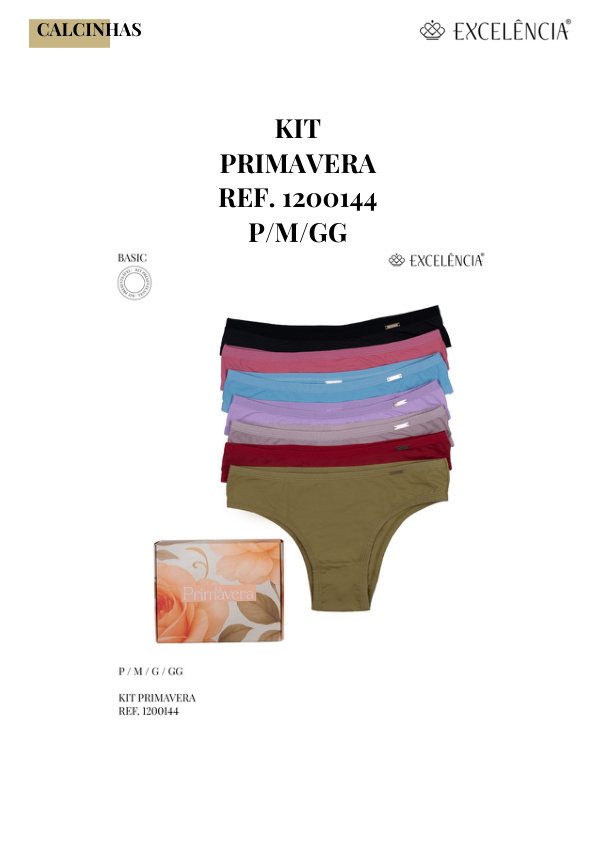 CALCINHAS
EXCELÊNCIA®
KIT
PRIMAVERA
REF. 1200144
P/M/GG
BASIC
EXCELÊNCIA®
Primavera
P / M / G / GG
KIT PRIMAVERA
REF. 1200144